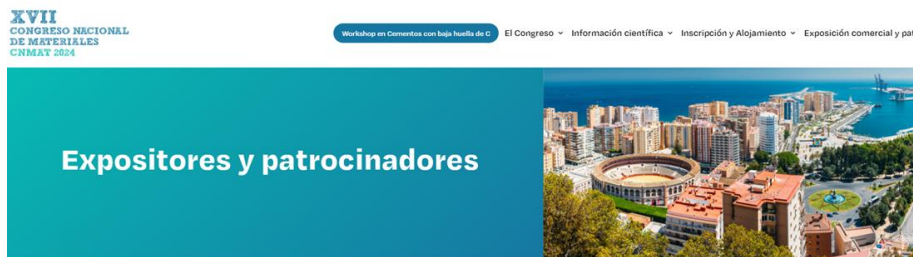 XVII
CONGRESO NACIONAL
DE MATERIALES
CNMAT 2024
Workshop en Cementos con baja huella de C
El Congreso
Información científica
Inscripción y Alojamiento
Exposición comercial y pat
Expositores y patrocinadores